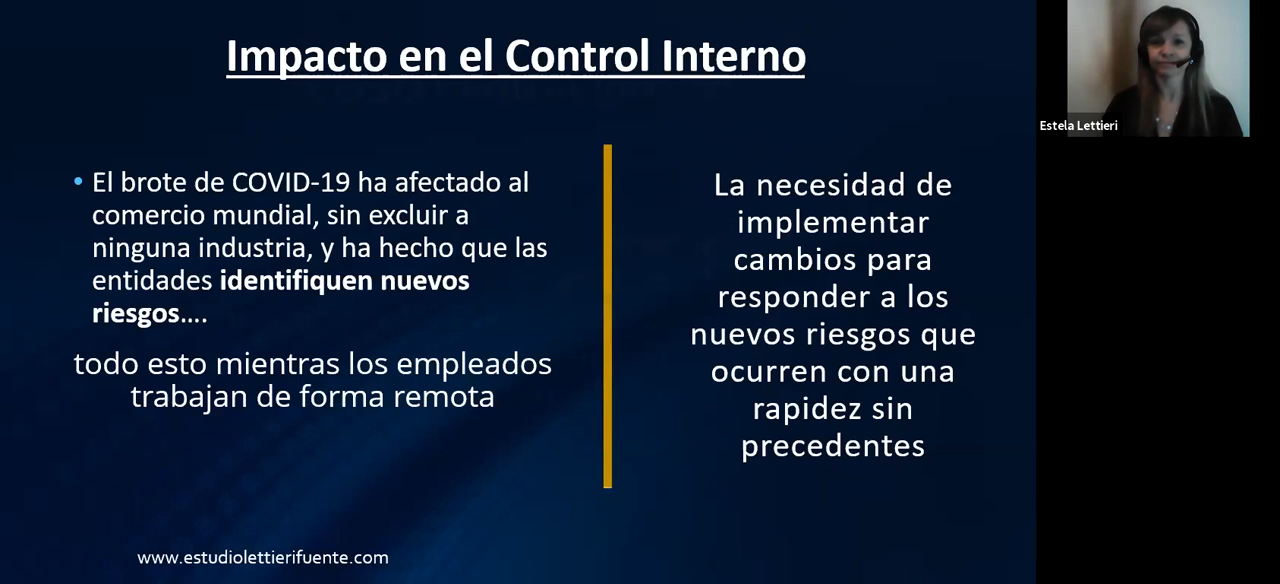 Impacto en el Control Interno
• El brote de COVID-19 ha afectado al
comercio mundial, sin excluir a
ninguna industria, y ha hecho que las
entidades identifiquen nuevos
riesgos....
todo esto mientras los empleados
trabajan de forma remota
La necesidad de
implementar
cambios para
responder a los
nuevos riesgos que
ocurren con una
rapidez sin
precedentes
www.estudiolettierifuente.com
Estela Lettieri